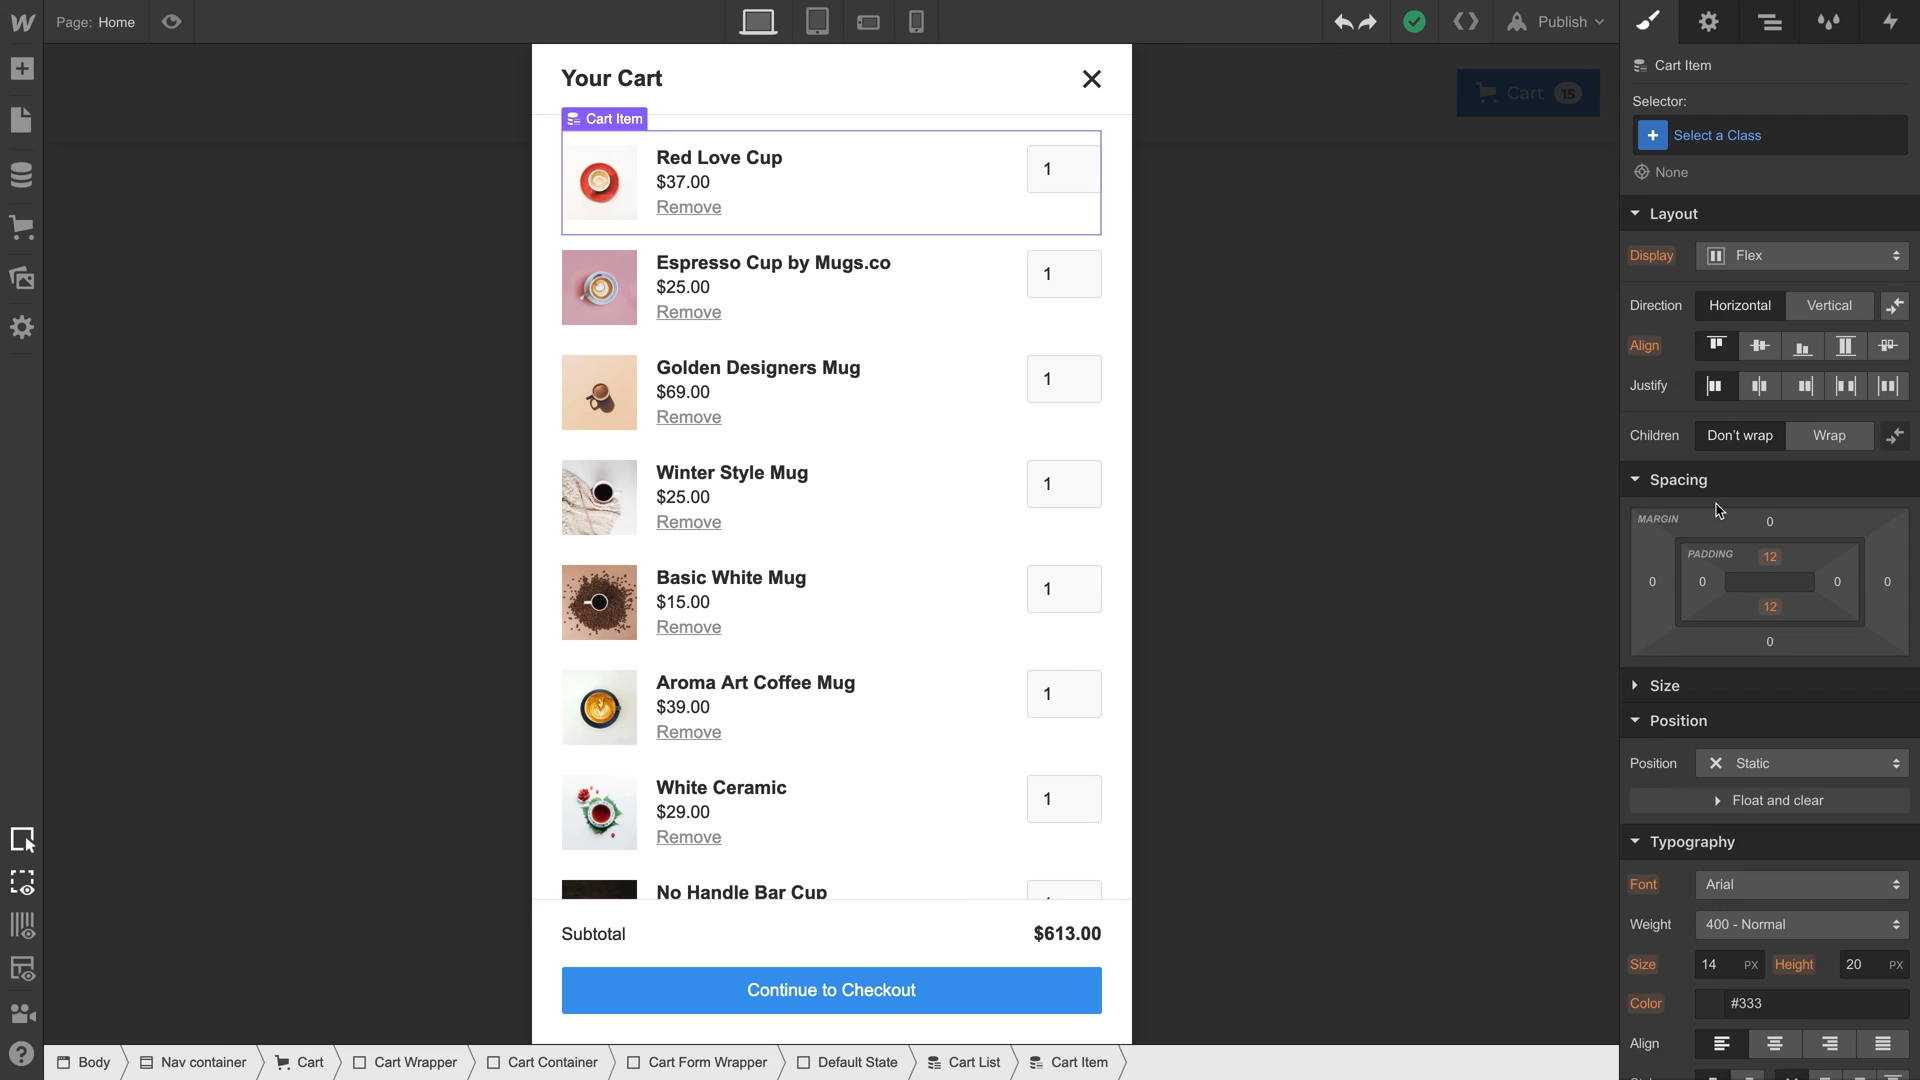 Page: Home
Publish
Your Cart
Cart 15
Cart Item
Red Love Cup
$37.00
Remove
1
Espresso Cup by Mugs.co
$25.00
Remove
1
Golden Designers Mug
$69.00
Remove
1
Winter Style Mug
$25.00
Remove
1
Basic White Mug
$15.00
Remove
1
Aroma Art Coffee Mug
$39.00
Remove
1
White Ceramic
$29.00
Remove
1
No Handle Bar Cup
Subtotal $613.00
Continue to Checkout
Body Nav container Cart Cart Wrapper Cart Container Cart Form Wrapper Default State Cart List Cart Item
Cart Item
Selector:
Select a Class
None
Layout
Display Flex
Direction Horizontal Vertical
Align
Justify
Children Don't wrap Wrap
Spacing
MARGIN 0
PADDING 12
0 0 0 0
12
0
Size
Position
Position Static
Float and clear
Typography
Font Arial
Weight 400 - Normal
Size 14 PX Height 20 PX
Color #333
Align